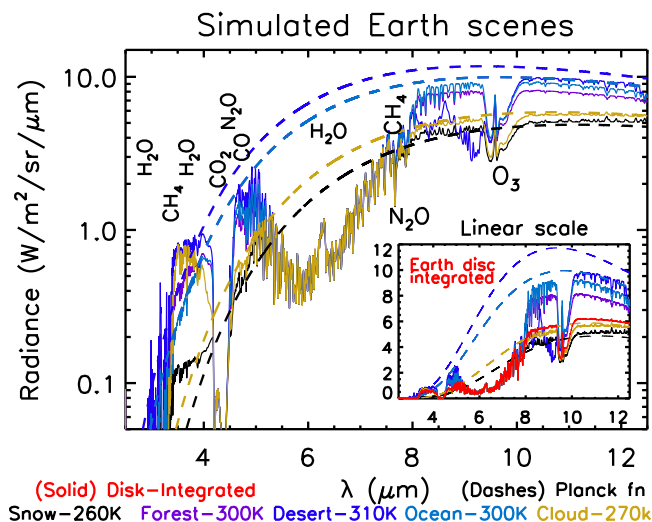 Simulated Earth scenes
Radiance (W/m²/sr/μm)
10.0
1.0
0.1
H₂O
CH₄
H₂O
CO₂
N₂O
CO
H₂O
CH₄
N₂O
O₃
Linear scale
Earth disc
integrated
12
10
8
6
4
2
0
4 6 8 10 12
4 6 8 10 12
λ (μm)
(Solid) Disk-Integrated
(Dashes) Planck fn
Snow-260K Forest-300K Desert-310K Ocean-300K Cloud-270k